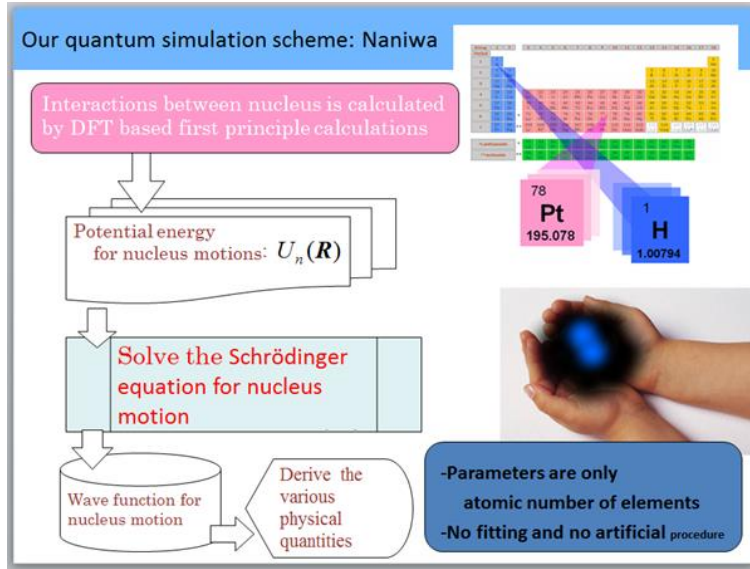 Our quantum simulation scheme: Naniwa
Interactions between nucleus is calculated
by DFT based first principle calculations
Potential energy
for nucleus motions: Uₙ(R)
Solve the Schrödinger
equation for nucleus
motion
Wave function for
nucleus motion
Derive the
various
physical
quantities
78
Pt
195.078
1
H
1.00794
-Parameters are only
atomic number of elements
-No fitting and no artificial procedure